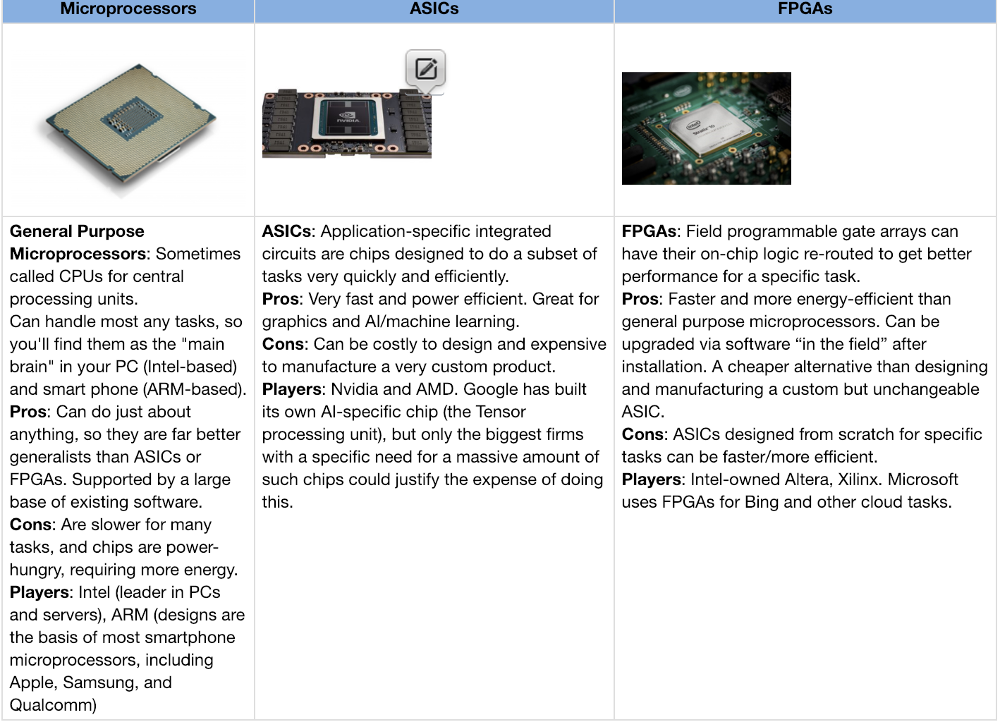 Microprocessors
ASICs
FPGAs
NVIDIA
intel
Stratix 10
General Purpose
Microprocessors: Sometimes
called CPUs for central
processing units.
Can handle most any tasks, so
you'll find them as the "main
brain" in your PC (Intel-based)
and smart phone (ARM-based).
Pros: Can do just about
anything, so they are far better
generalists than ASICs or
FPGAs. Supported by a large
base of existing software.
Cons: Are slower for many
tasks, and chips are power-
hungry, requiring more energy.
Players: Intel (leader in PCs
and servers), ARM (designs are
the basis of most smartphone
microprocessors, including
Apple, Samsung, and
Qualcomm)
ASICs: Application-specific integrated
circuits are chips designed to do a subset of
tasks very quickly and efficiently.
Pros: Very fast and power efficient. Great for
graphics and AI/machine learning.
Cons: Can be costly to design and expensive
to manufacture a very custom product.
Players: Nvidia and AMD. Google has built
its own AI-specific chip (the Tensor
processing unit), but only the biggest firms
with a specific need for a massive amount of
such chips could justify the expense of doing
this.
FPGAs: Field programmable gate arrays can
have their on-chip logic re-routed to get better
performance for a specific task.
Pros: Faster and more energy-efficient than
general purpose microprocessors. Can be
upgraded via software “in the field” after
installation. A cheaper alternative than designing
and manufacturing a custom but unchangeable
ASIC.
Cons: ASICs designed from scratch for specific
tasks can be faster/more efficient.
Players: Intel-owned Altera, Xilinx. Microsoft
uses FPGAs for Bing and other cloud tasks.